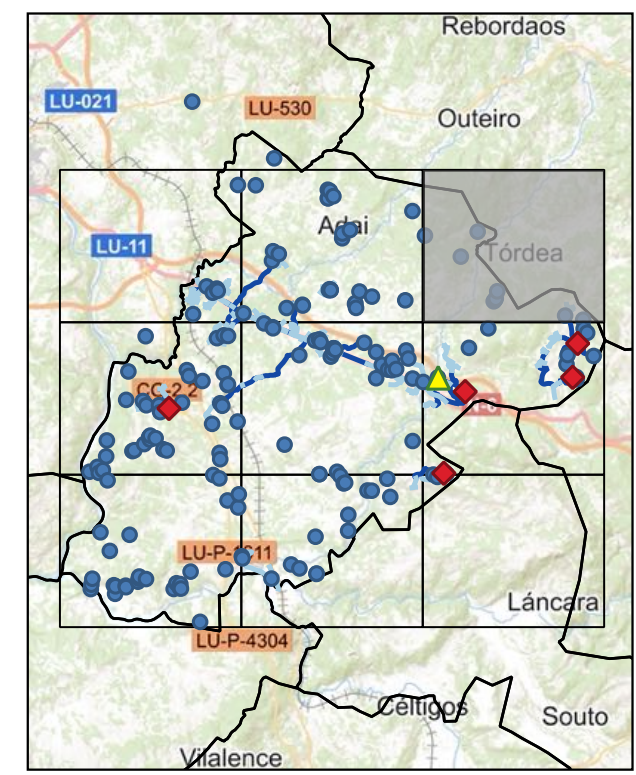 Rebordaos
LU-021
LU-530
Outeiro
Adai
LU-11
Tórdea
LU-P-4304
Láncara
Céltigos
Souto
Vilalence